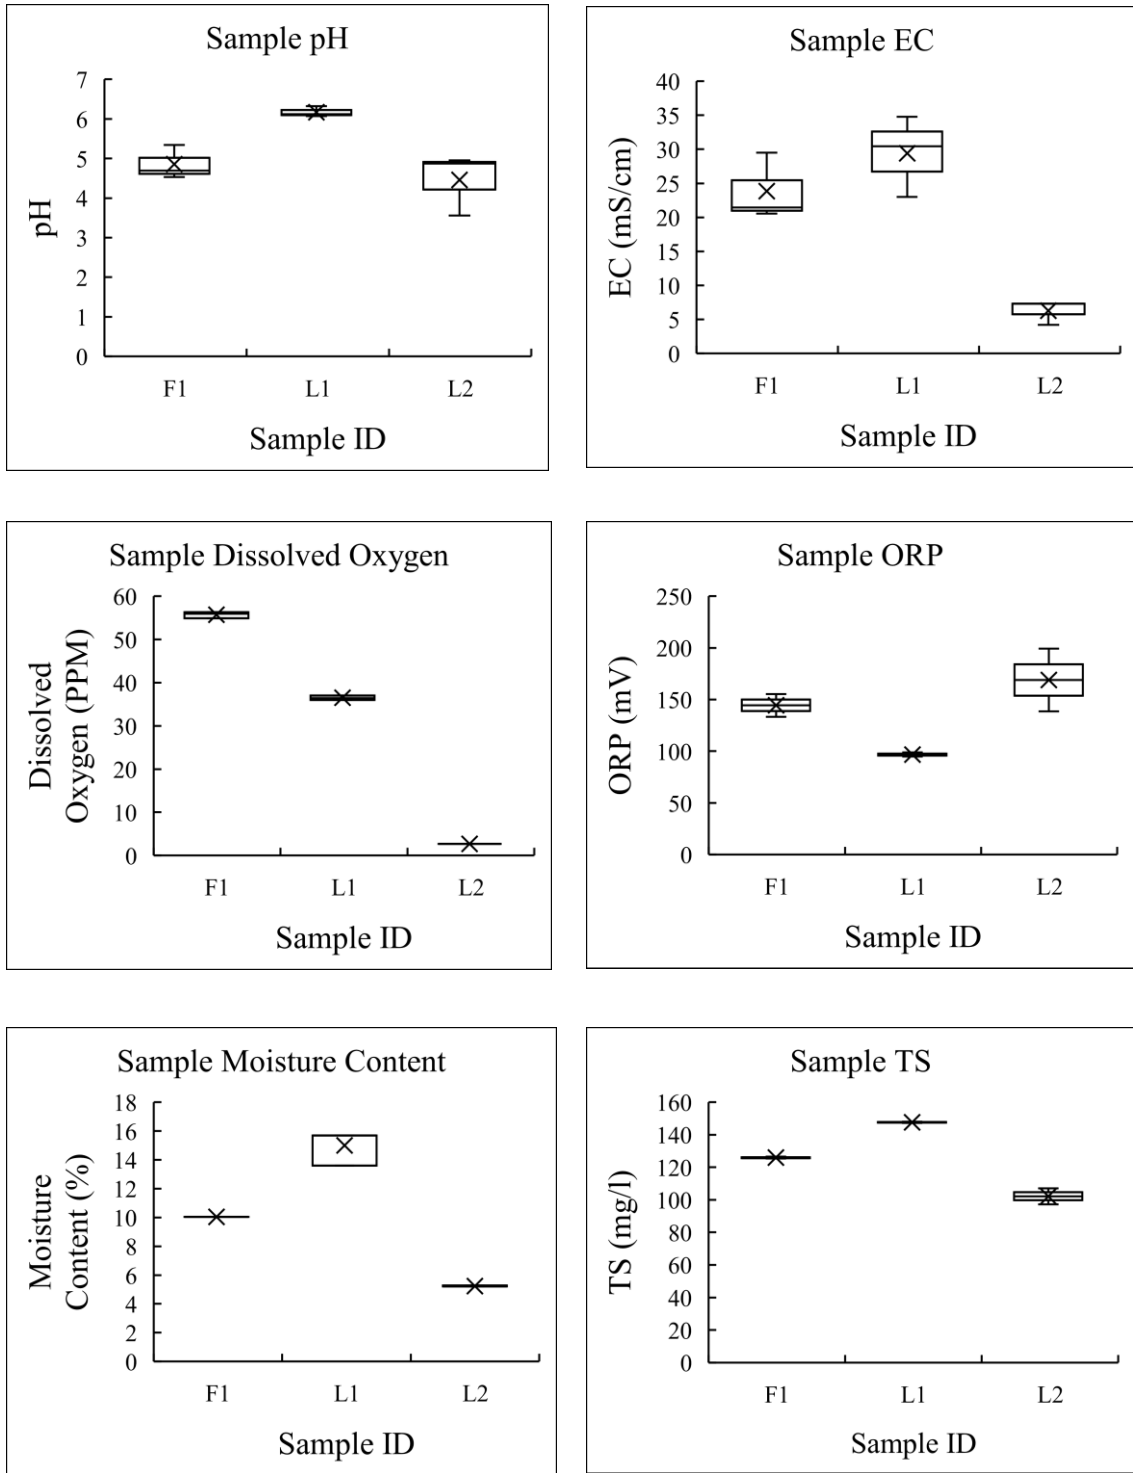 Sample pH
7
6
5
4
3
2
1
0
pH
F1 L1 L2
Sample ID
Sample EC
40
35
30
25
20
15
10
5
0
EC (mS/cm)
F1 L1 L2
Sample ID
Sample Dissolved Oxygen
60
50
40
30
20
10
0
Dissolved
Oxygen (PPM)
F1 L1 L2
Sample ID
Sample ORP
250
200
150
100
50
0
ORP (mV)
F1 L1 L2
Sample ID
Sample Moisture Content
18
16
14
12
10
8
6
4
2
0
Moisture
Content (%)
F1 L1 L2
Sample ID
Sample TS
160
140
120
100
80
60
40
20
0
TS (mg/l)
F1 L1 L2
Sample ID